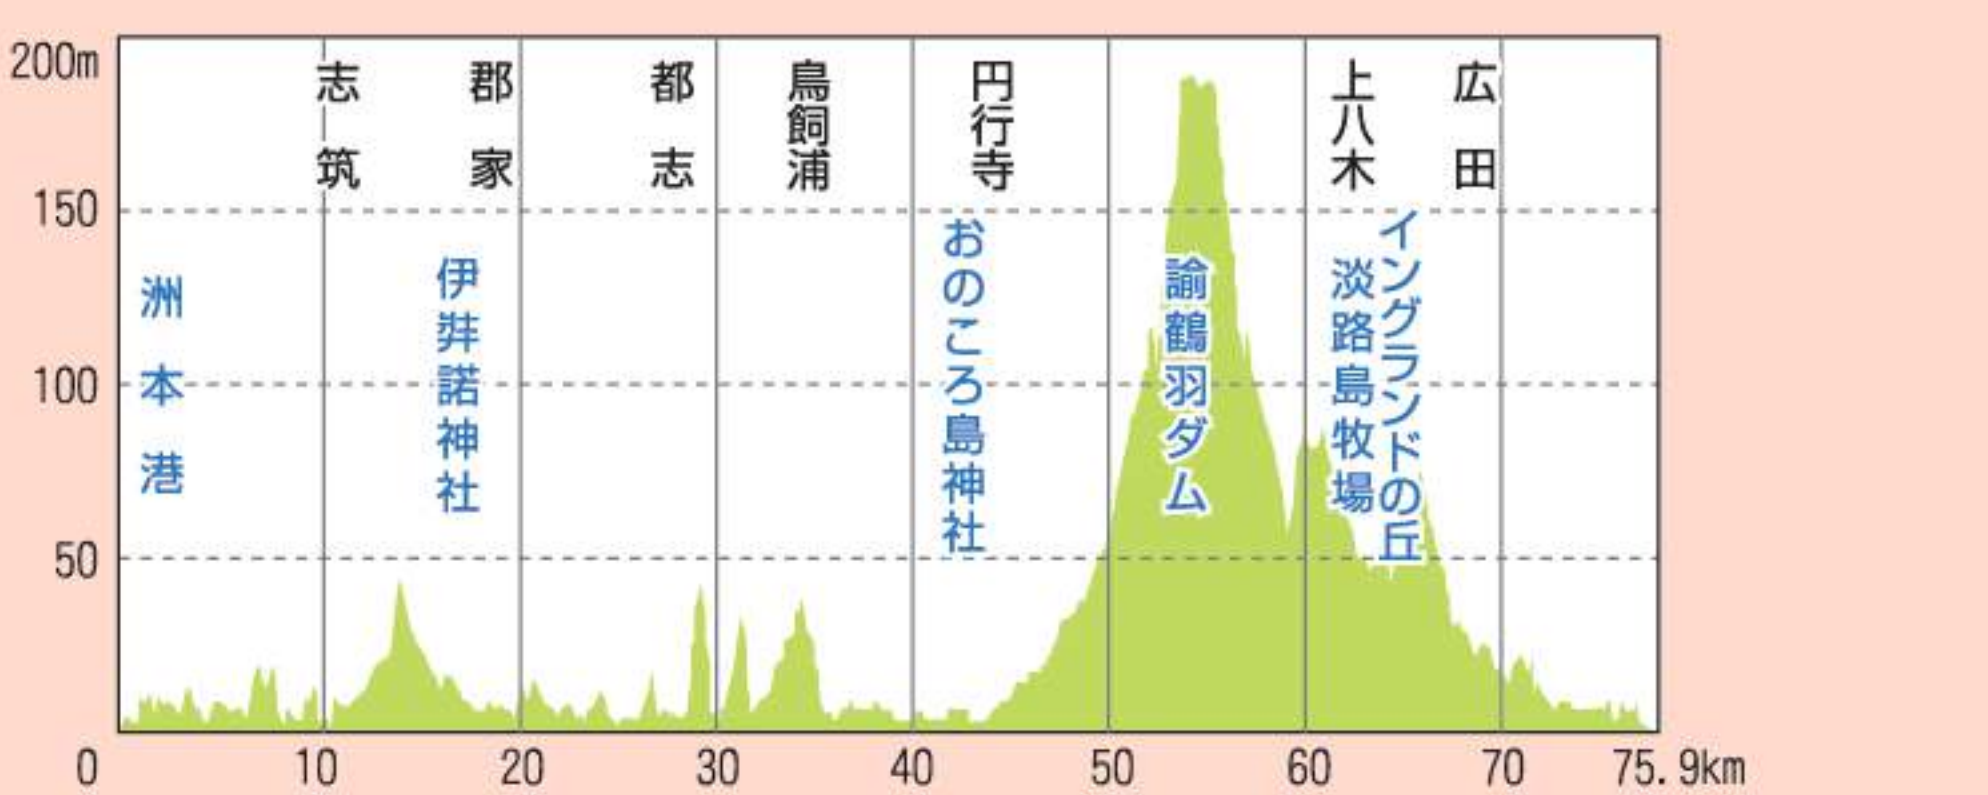 200m
150
100
50
0
志筑
郡家
都志
鳥飼浦
円行寺
上八木
広田
洲本港
伊弉諾神社
おのころ島神社
諭鶴羽ダム
淡路島牧場
イングランドの丘
10
20
30
40
50
60
70
75.9km